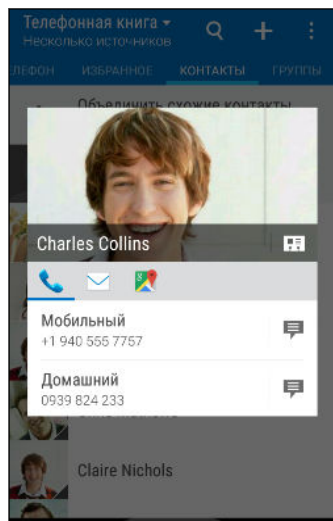 Телефонная книга
Несколько источников
ЛЕФОН ИЗБРАННОЕ КОНТАКТЫ ГРУППЫ
Объединить схожие контакты
Charles Collins
Мобильный
+1 940 555 7757
Домашний
0939 824 233
Claire Nichols